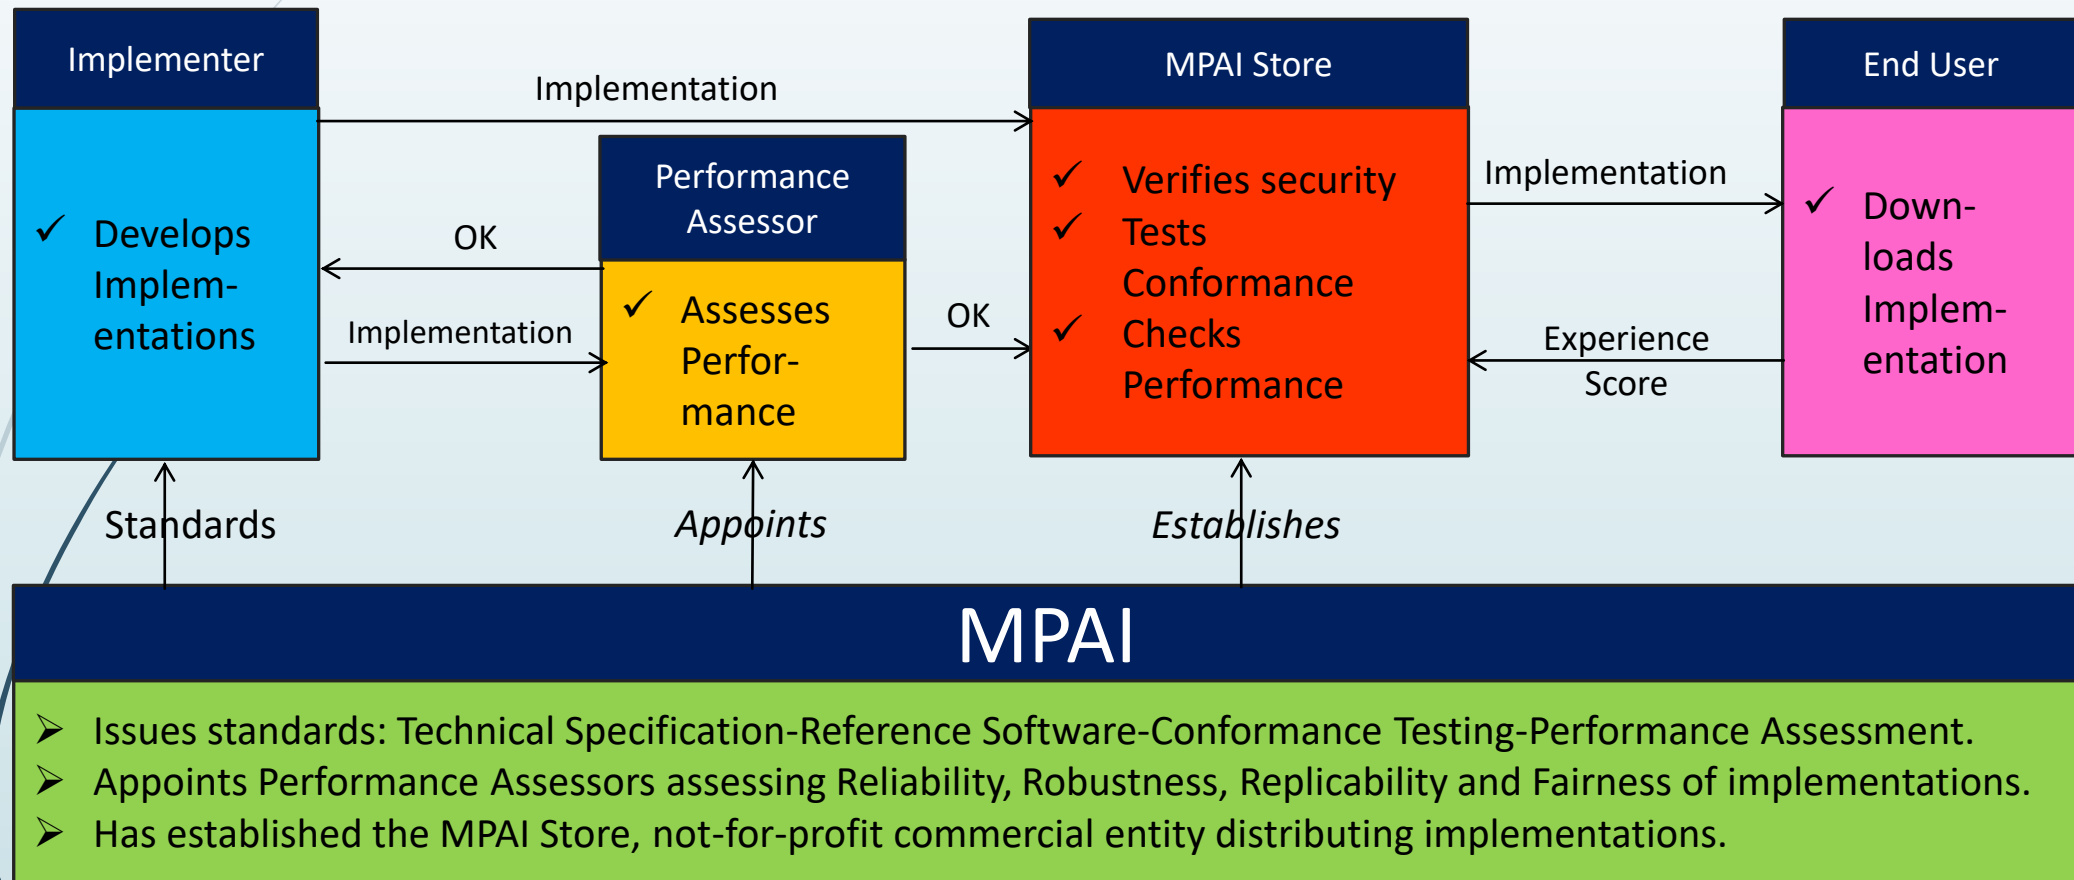 Implementer
✓ Develops
Implem-
entations
Implementation
OK
Implementation
Performance
Assessor
✓ Assesses
Perfor-
mance
OK
MPAI Store
✓ Verifies security
✓ Tests
Conformance
✓ Checks
Performance
Implementation
Experience
Score
End User
✓ Down-
loads
Implem-
entation
Standards
Appoints
Establishes
MPAI
➢ Issues standards: Technical Specification-Reference Software-Conformance Testing-Performance Assessment.
➢ Appoints Performance Assessors assessing Reliability, Robustness, Replicability and Fairness of implementations.
➢ Has established the MPAI Store, not-for-profit commercial entity distributing implementations.